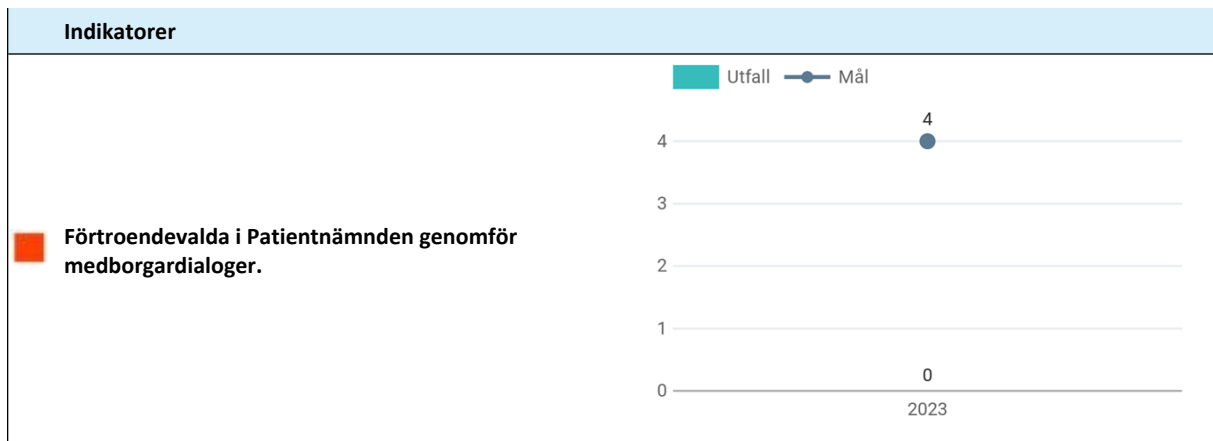 Indikatorer
Utfall Mål
4
4
3
Förtroendevalda i Patientnämnden genomför
medborgardialoger.
2
1
0
0
2023